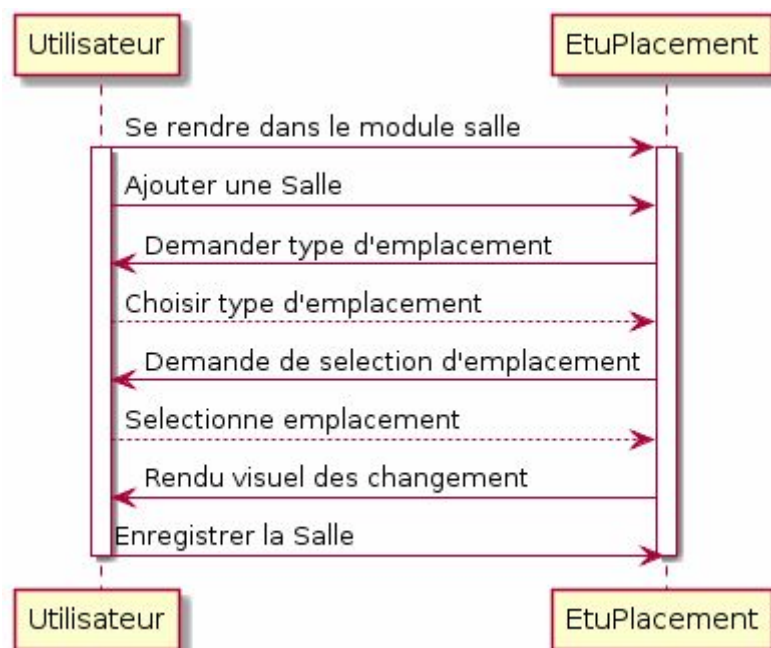 Utilisateur
EtuPlacement
Se rendre dans le module salle
Ajouter une Salle
Demander type d'emplacement
Choisir type d'emplacement
Demande de selection d'emplacement
Selectionne emplacement
Rendu visuel des changement
Enregistrer la Salle
Utilisateur
EtuPlacement